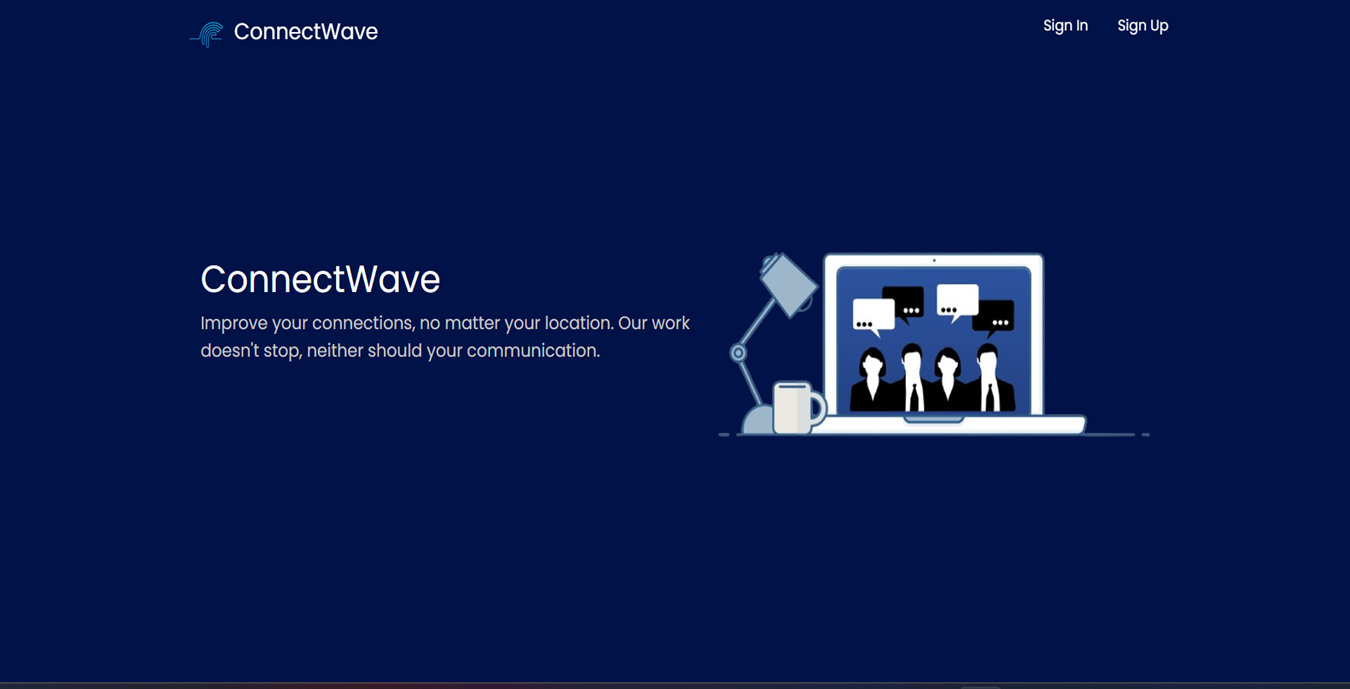 ConnectWave
Sign In
Sign Up
ConnectWave
Improve your connections, no matter your location. Our work
doesn't stop, neither should your communication.